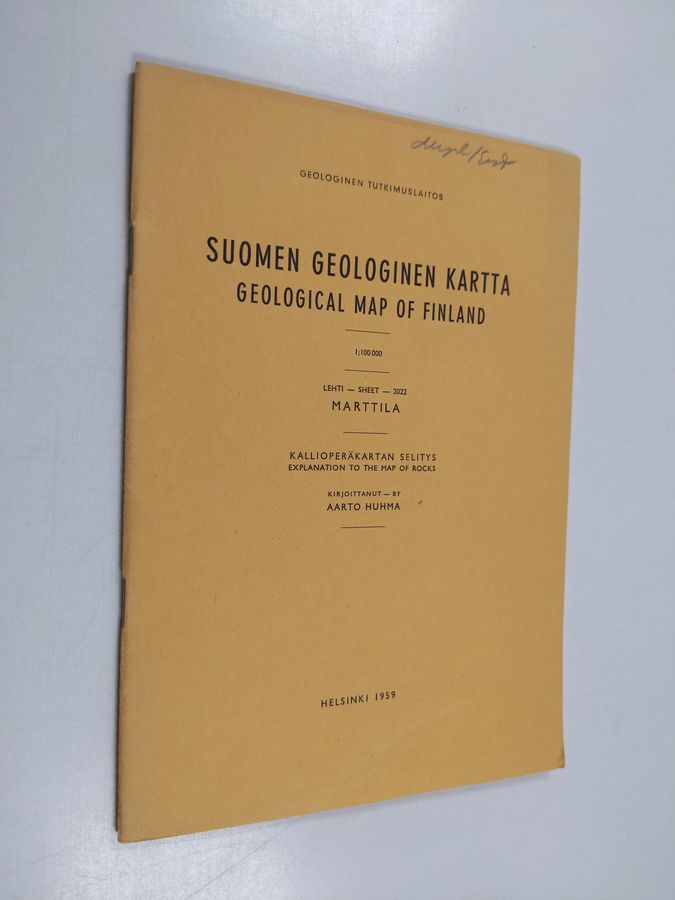 GEOLOGINEN TUTKIMUSLAITOS
SUOMEN GEOLOGINEN KARTTA
GEOLOGICAL MAP OF FINLAND
1:100 000
LEHTI — SHEET — 2022
MARTTILA
KALLIOPERÄKARTAN SELITYS
EXPLANATION TO THE MAP OF ROCKS
KIRJOITTANUT — BY
AARTO HUHMA
HELSINKI 1959